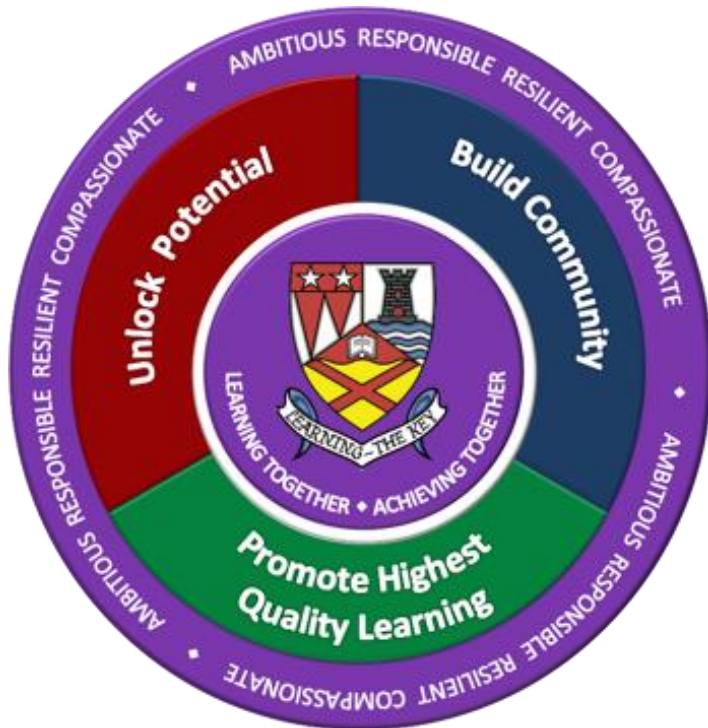 AMBITIOUS RESPONSIBLE RESILIENT COMPASSIONATE
◆
AMBITIOUS RESPONSIBLE RESILIENT COMPASSIONATE
◆
AMBITIOUS RESPONSIBLE RESILIENT COMPASSIONATE
◆
Unlock Potential
Build Community
Promote Highest
Quality Learning
LEARNING~THE KEY
LEARNING TOGETHER ◆ ACHIEVING TOGETHER